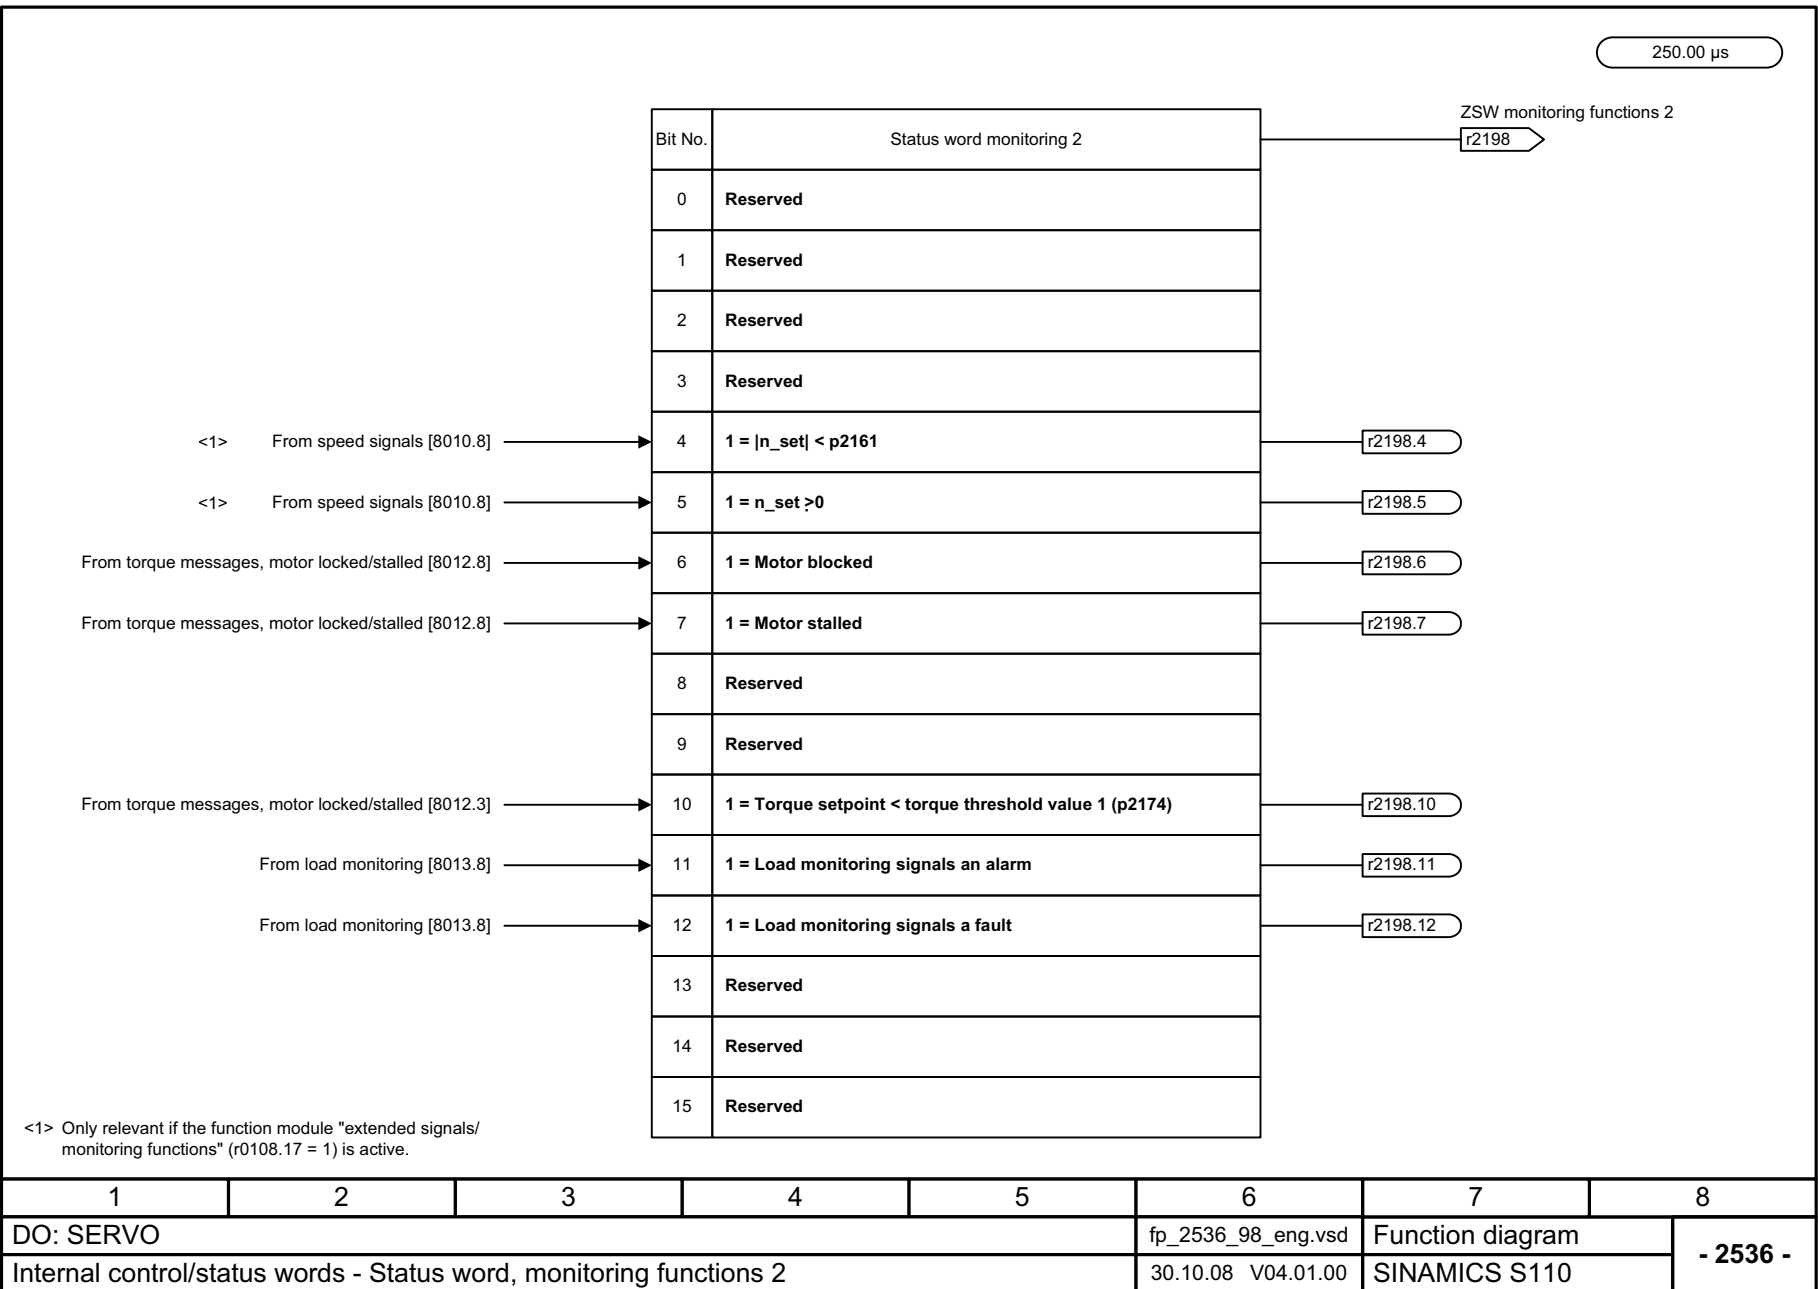 250.00 µs
ZSW monitoring functions 2
Bit No. Status word monitoring 2 r2198
0 Reserved
1 Reserved
2 Reserved
3 Reserved
<1> From speed signals [8010.8] 4 1 = |n_set| < p2161 r2198.4
<1> From speed signals [8010.8] 5 1 = n_set >0 r2198.5
From torque messages, motor locked/stalled [8012.8] 6 1 = Motor blocked r2198.6
From torque messages, motor locked/stalled [8012.8] 7 1 = Motor stalled r2198.7
8 Reserved
9 Reserved
From torque messages, motor locked/stalled [8012.3] 10 1 = Torque setpoint < torque threshold value 1 (p2174) r2198.10
From load monitoring [8013.8] 11 1 = Load monitoring signals an alarm r2198.11
From load monitoring [8013.8] 12 1 = Load monitoring signals a fault r2198.12
13 Reserved
14 Reserved
15 Reserved
<1> Only relevant if the function module "extended signals/
monitoring functions" (r0108.17 = 1) is active.
1 2 3 4 5 6 7 8
DO: SERVO fp_2536_98_eng.vsd Function diagram
- 2536 -
Internal control/status words - Status word, monitoring functions 2 30.10.08 V04.01.00 SINAMICS S110